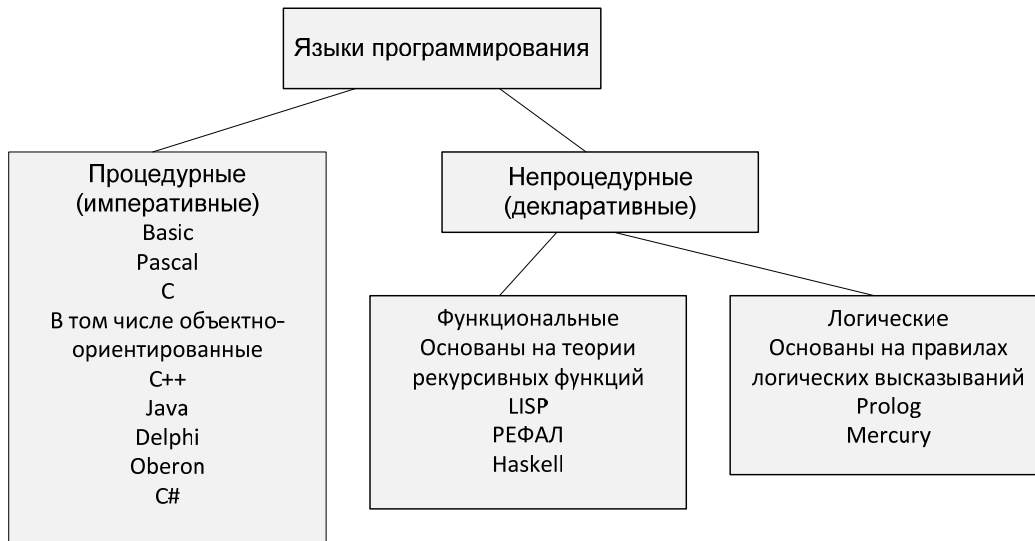 Языки программирования
Процедурные
(императивные)
Basic
Pascal
C
В том числе объектно-
ориентированные
C++
Java
Delphi
Oberon
C#
Непроцедурные
(декларативные)
Функциональные
Основаны на теории
рекурсивных функций
LISP
РЕФАЛ
Haskell
Логические
Основаны на правилах
логических высказываний
Prolog
Mercury